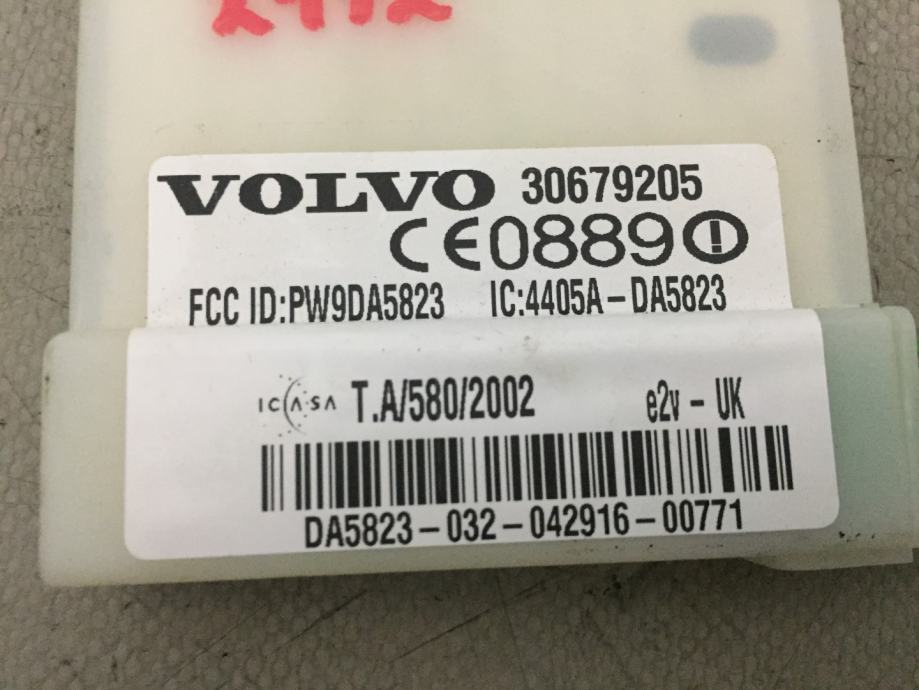 VOLVO 30679205
CE0889!
FCC ID:PW9DA5823 IC:4405A-DA5823
ICASA T.A/580/2002 e2v - UK
DA5823-032-042916-00771